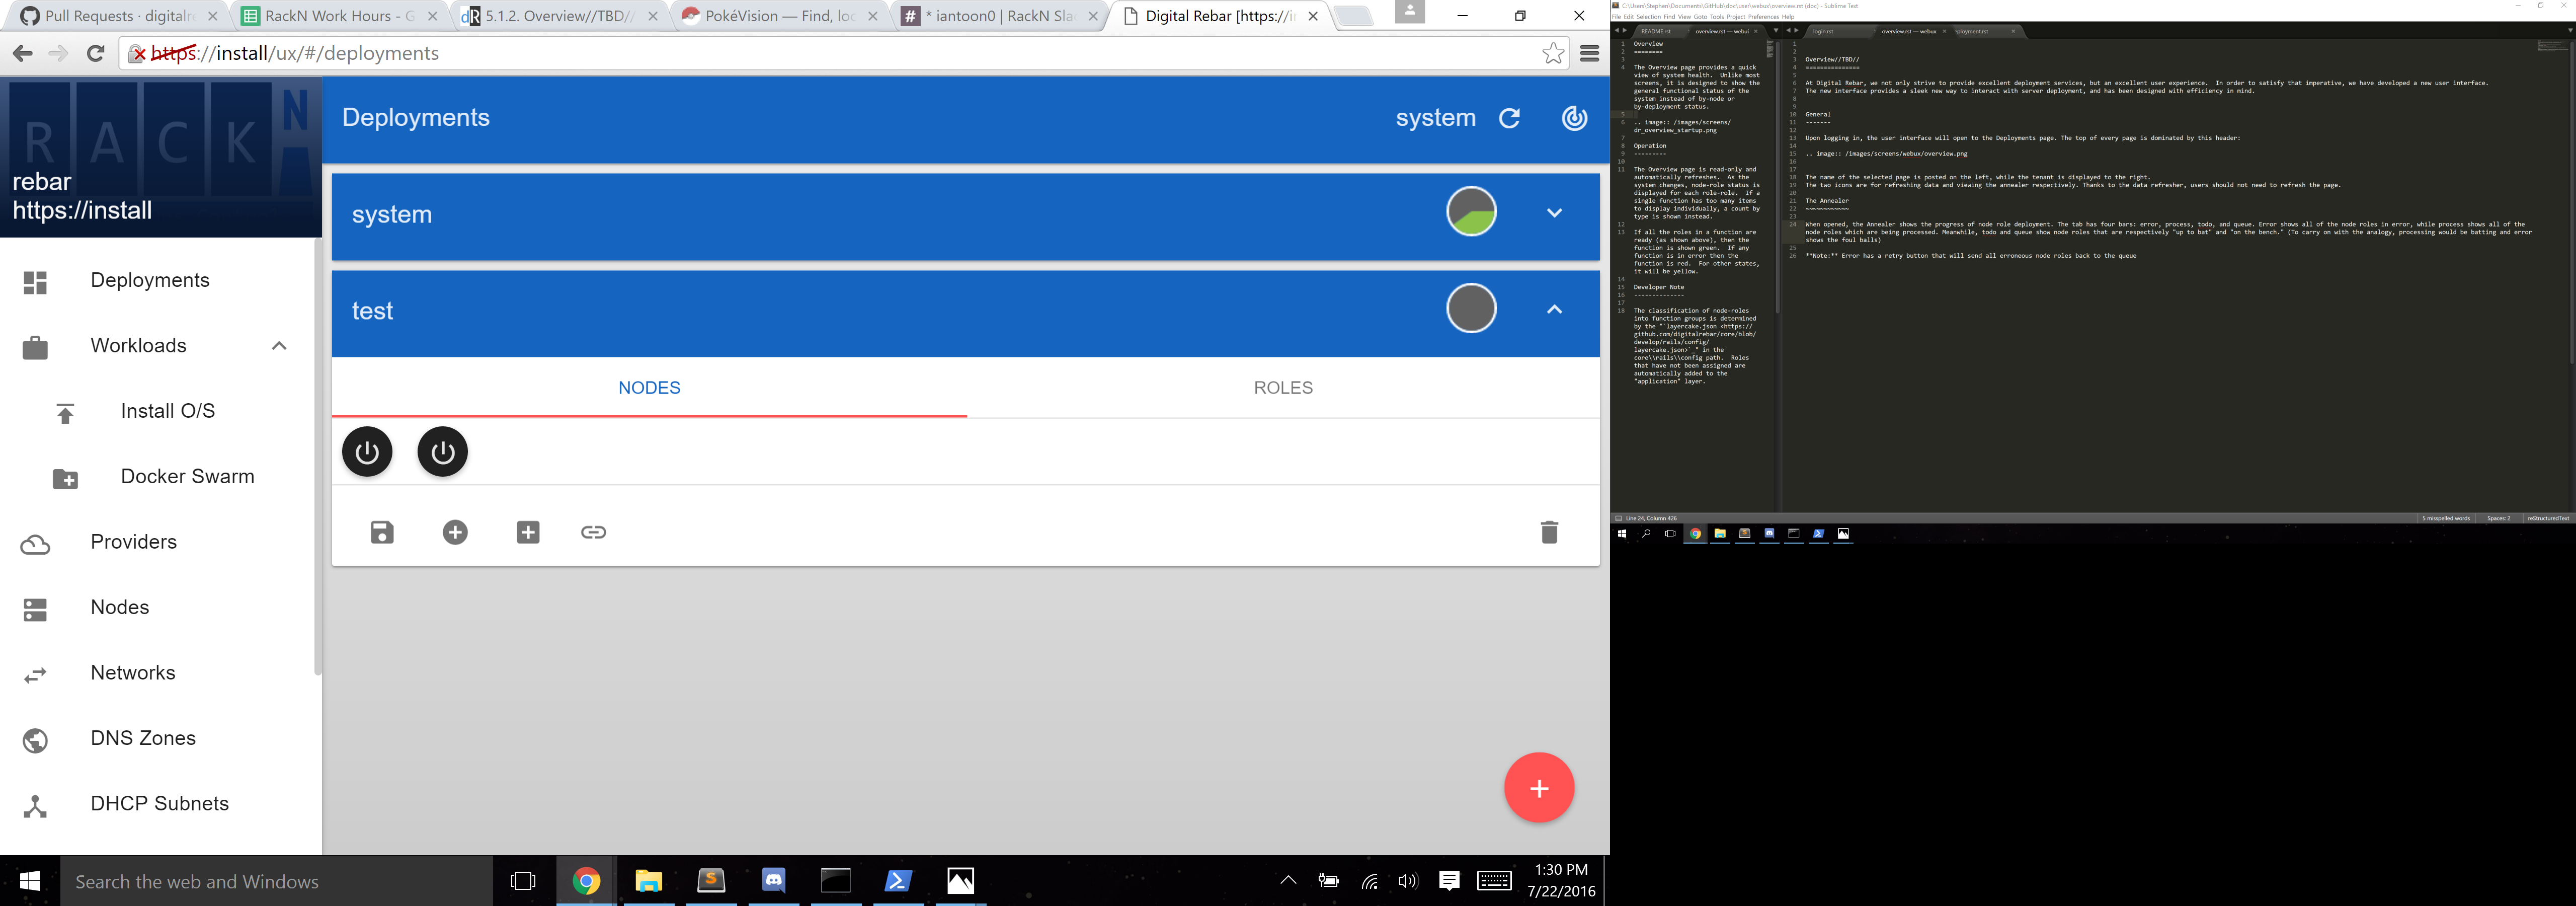 Pull Requests · digitalre
RackN Work Hours - G
dR 5.1.2. Overview//TBD//
PokéVision — Find, loc
* iantoon0 | RackN Sla
Digital Rebar [https://i
https://install/ux/#/deployments
RACKN
rebar
https://install
Deployments
Workloads
Install O/S
Docker Swarm
Providers
Nodes
Networks
DNS Zones
DHCP Subnets
Deployments
system
system
test
NODES
ROLES
Search the web and Windows
1:30 PM
7/22/2016
C:\Users\Stephen\Documents\GitHub\doc\user\webux\overview.rst (doc) - Sublime Text
File Edit Selection Find View Goto Tools Project Preferences Help
README.rst
overview.rst — webui
1 Overview
2 ========
3
4 The Overview page provides a quick
view of system health.  Unlike most
screens, it is designed to show the
general functional status of the
system instead of by-node or
by-deployment status.
5
6 .. image:: /images/screens/
dr_overview_startup.png
7
8 Operation
9 ---------
10
11 The Overview page is read-only and
automatically refreshes.  As the
system changes, node-role status is
displayed for each role-role.  If a
single function has too many items
to display individually, a count by
type is shown instead.
12
13 If all the roles in a function are
ready (as shown above), then the
function is shown green.  If any
function is in error then the
function is red.  For other states,
it will be yellow.
14
15 Developer Note
16 --------------
17
18 The classification of node-roles
into function groups is determined
by the "`layercake.json <https://
github.com/digitalrebar/core/blob/
develop/rails/config/
layercake.json>`_" in the
core\\rails\\config path.  Roles
that have not been assigned are
automatically added to the
"application" layer.
login.rst
overview.rst — webux
eployment.rst
1
2
3 Overview//TBD//
4 ===============
5
6 At Digital Rebar, we not only strive to provide excellent deployment services, but an excellent user experience.  In order to satisfy that imperative, we have developed a new user interface.
7 The new interface provides a sleek new way to interact with server deployment, and has been designed with efficiency in mind.
8
9
10 General
11 -------
12
13 Upon logging in, the user interface will open to the Deployments page. The top of every page is dominated by this header:
14
15 .. image:: /images/screens/webux/overview.png
16
17
18 The name of the selected page is posted on the left, while the tenant is displayed to the right.
19 The two icons are for refreshing data and viewing the annealer respectively. Thanks to the data refresher, users should not need to refresh the page.
20
21 The Annealer
22 ~~~~~~~~~~~~
23
24 When opened, the Annealer shows the progress of node role deployment. The tab has four bars: error, process, todo, and queue. Error shows all of the node roles in error, while process shows all of the
node roles which are being processed. Meanwhile, todo and queue show node roles that are respectively "up to bat" and "on the bench." (To carry on with the analogy, processing would be batting and error
shows the foul balls)
25
26 **Note:** Error has a retry button that will send all erroneous node roles back to the queue
Line 24, Column 426
5 misspelled words
Spaces: 2
reStructuredText